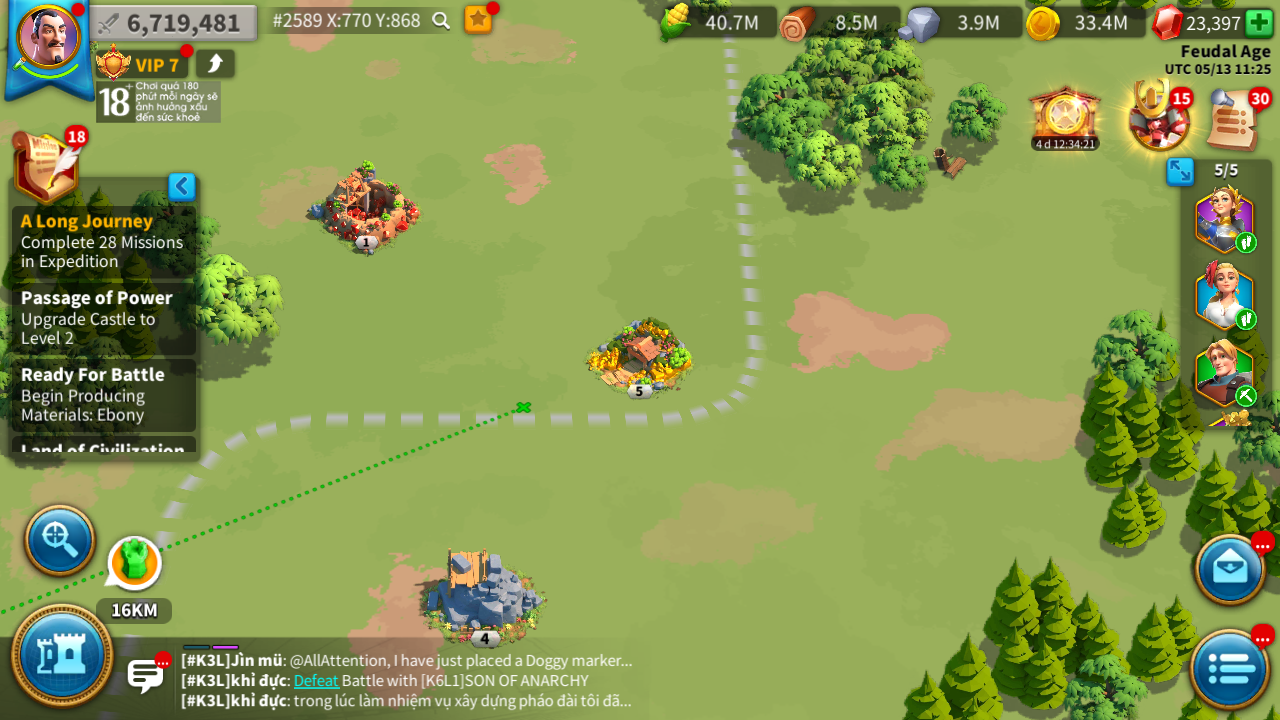 6,719,481
#2589 X:770 Y:868
40.7M
8.5M
3.9M
33.4M
23,397
Feudal Age
UTC 05/13 11:25
VIP 7
18+
Chơi quá 180
phút mỗi ngày sẽ
ảnh hưởng xấu
đến sức khoẻ
4 d 12:34:21
15
30
18
5/5
A Long Journey
Complete 28 Missions
in Expedition
Passage of Power
Upgrade Castle to
Level 2
Ready For Battle
Begin Producing
Materials: Ebony
Land of Civilization
1
5
4
16KM
[#K3L]Jìn mü: @AllAttention, I have just placed a Doggy marker...
[#K3L]khỉ đực: Defeat Battle with [K6L1]SON OF ANARCHY
[#K3L]khỉ đực: trong lúc làm nhiệm vụ xây dựng pháo đài tôi đã...